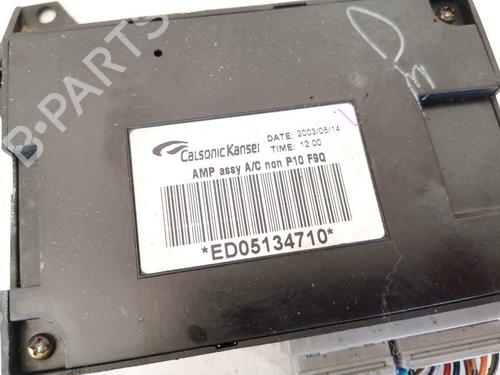 B-PARTS
CalsonicKansei
DATE: 2003/05/14
TIME: 12:00
AMP assy A/C non P10 F9Q
*ED05134710*